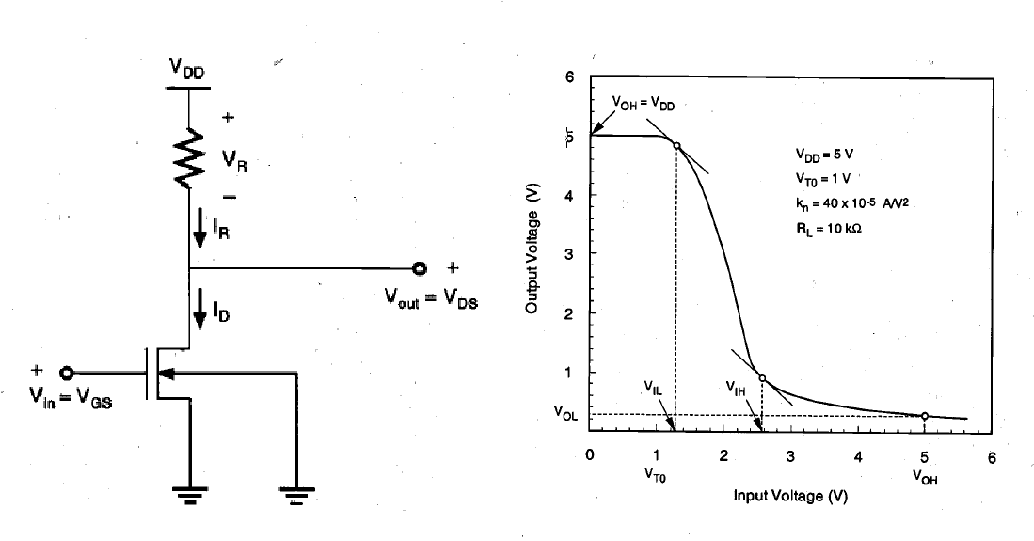 VDD
+
VR
−
IR
+
Vout = VDS
ID
+
Vin = VGS
6
5
4
3
2
1
VOL
Output Voltage (V)
VOH = VDD
VDD = 5 V
VT0 = 1 V
kn = 40 x 10-5 A/V2
RL = 10 kΩ
VIL
VIH
0 1 2 3 4 5 6
VT0
VOH
Input Voltage (V)